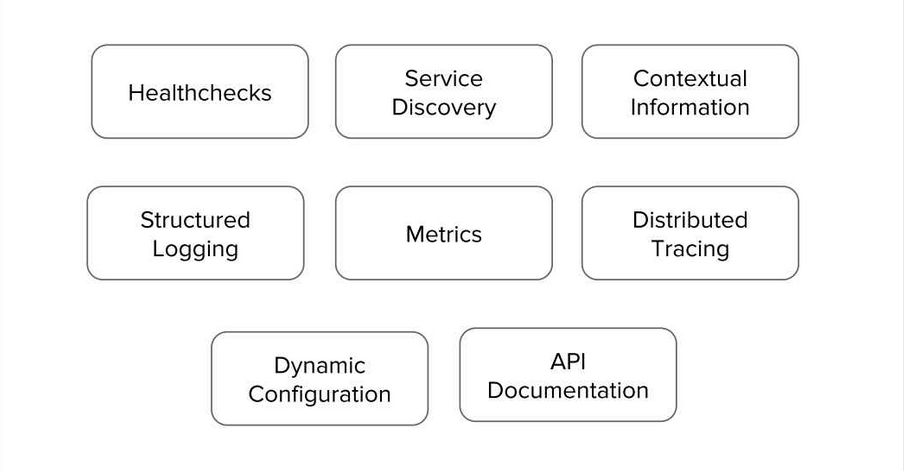 Healthchecks
Service
Discovery
Contextual
Information
Structured
Logging
Metrics
Distributed
Tracing
Dynamic
Configuration
API
Documentation